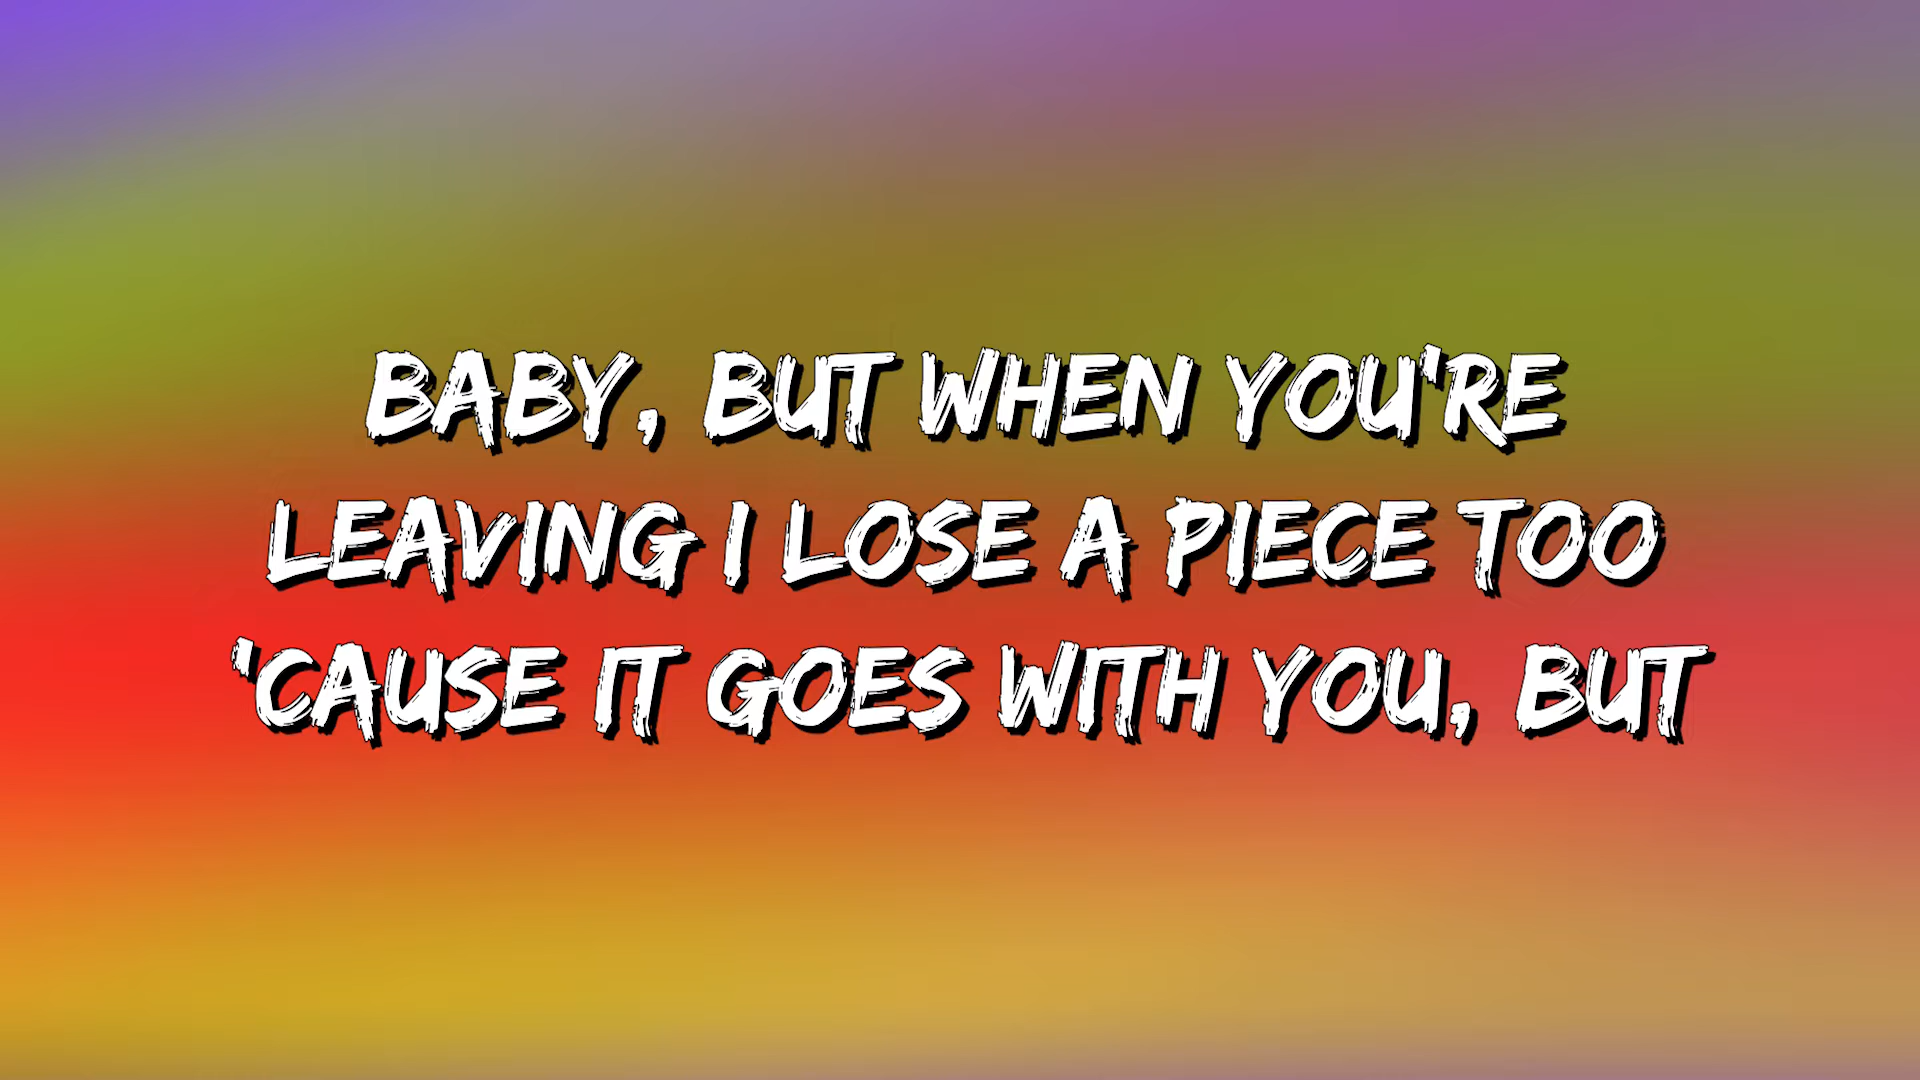 BABY, BUT WHEN YOU'RE
LEAVING I LOSE A PIECE TOO
'CAUSE IT GOES WITH YOU, BUT